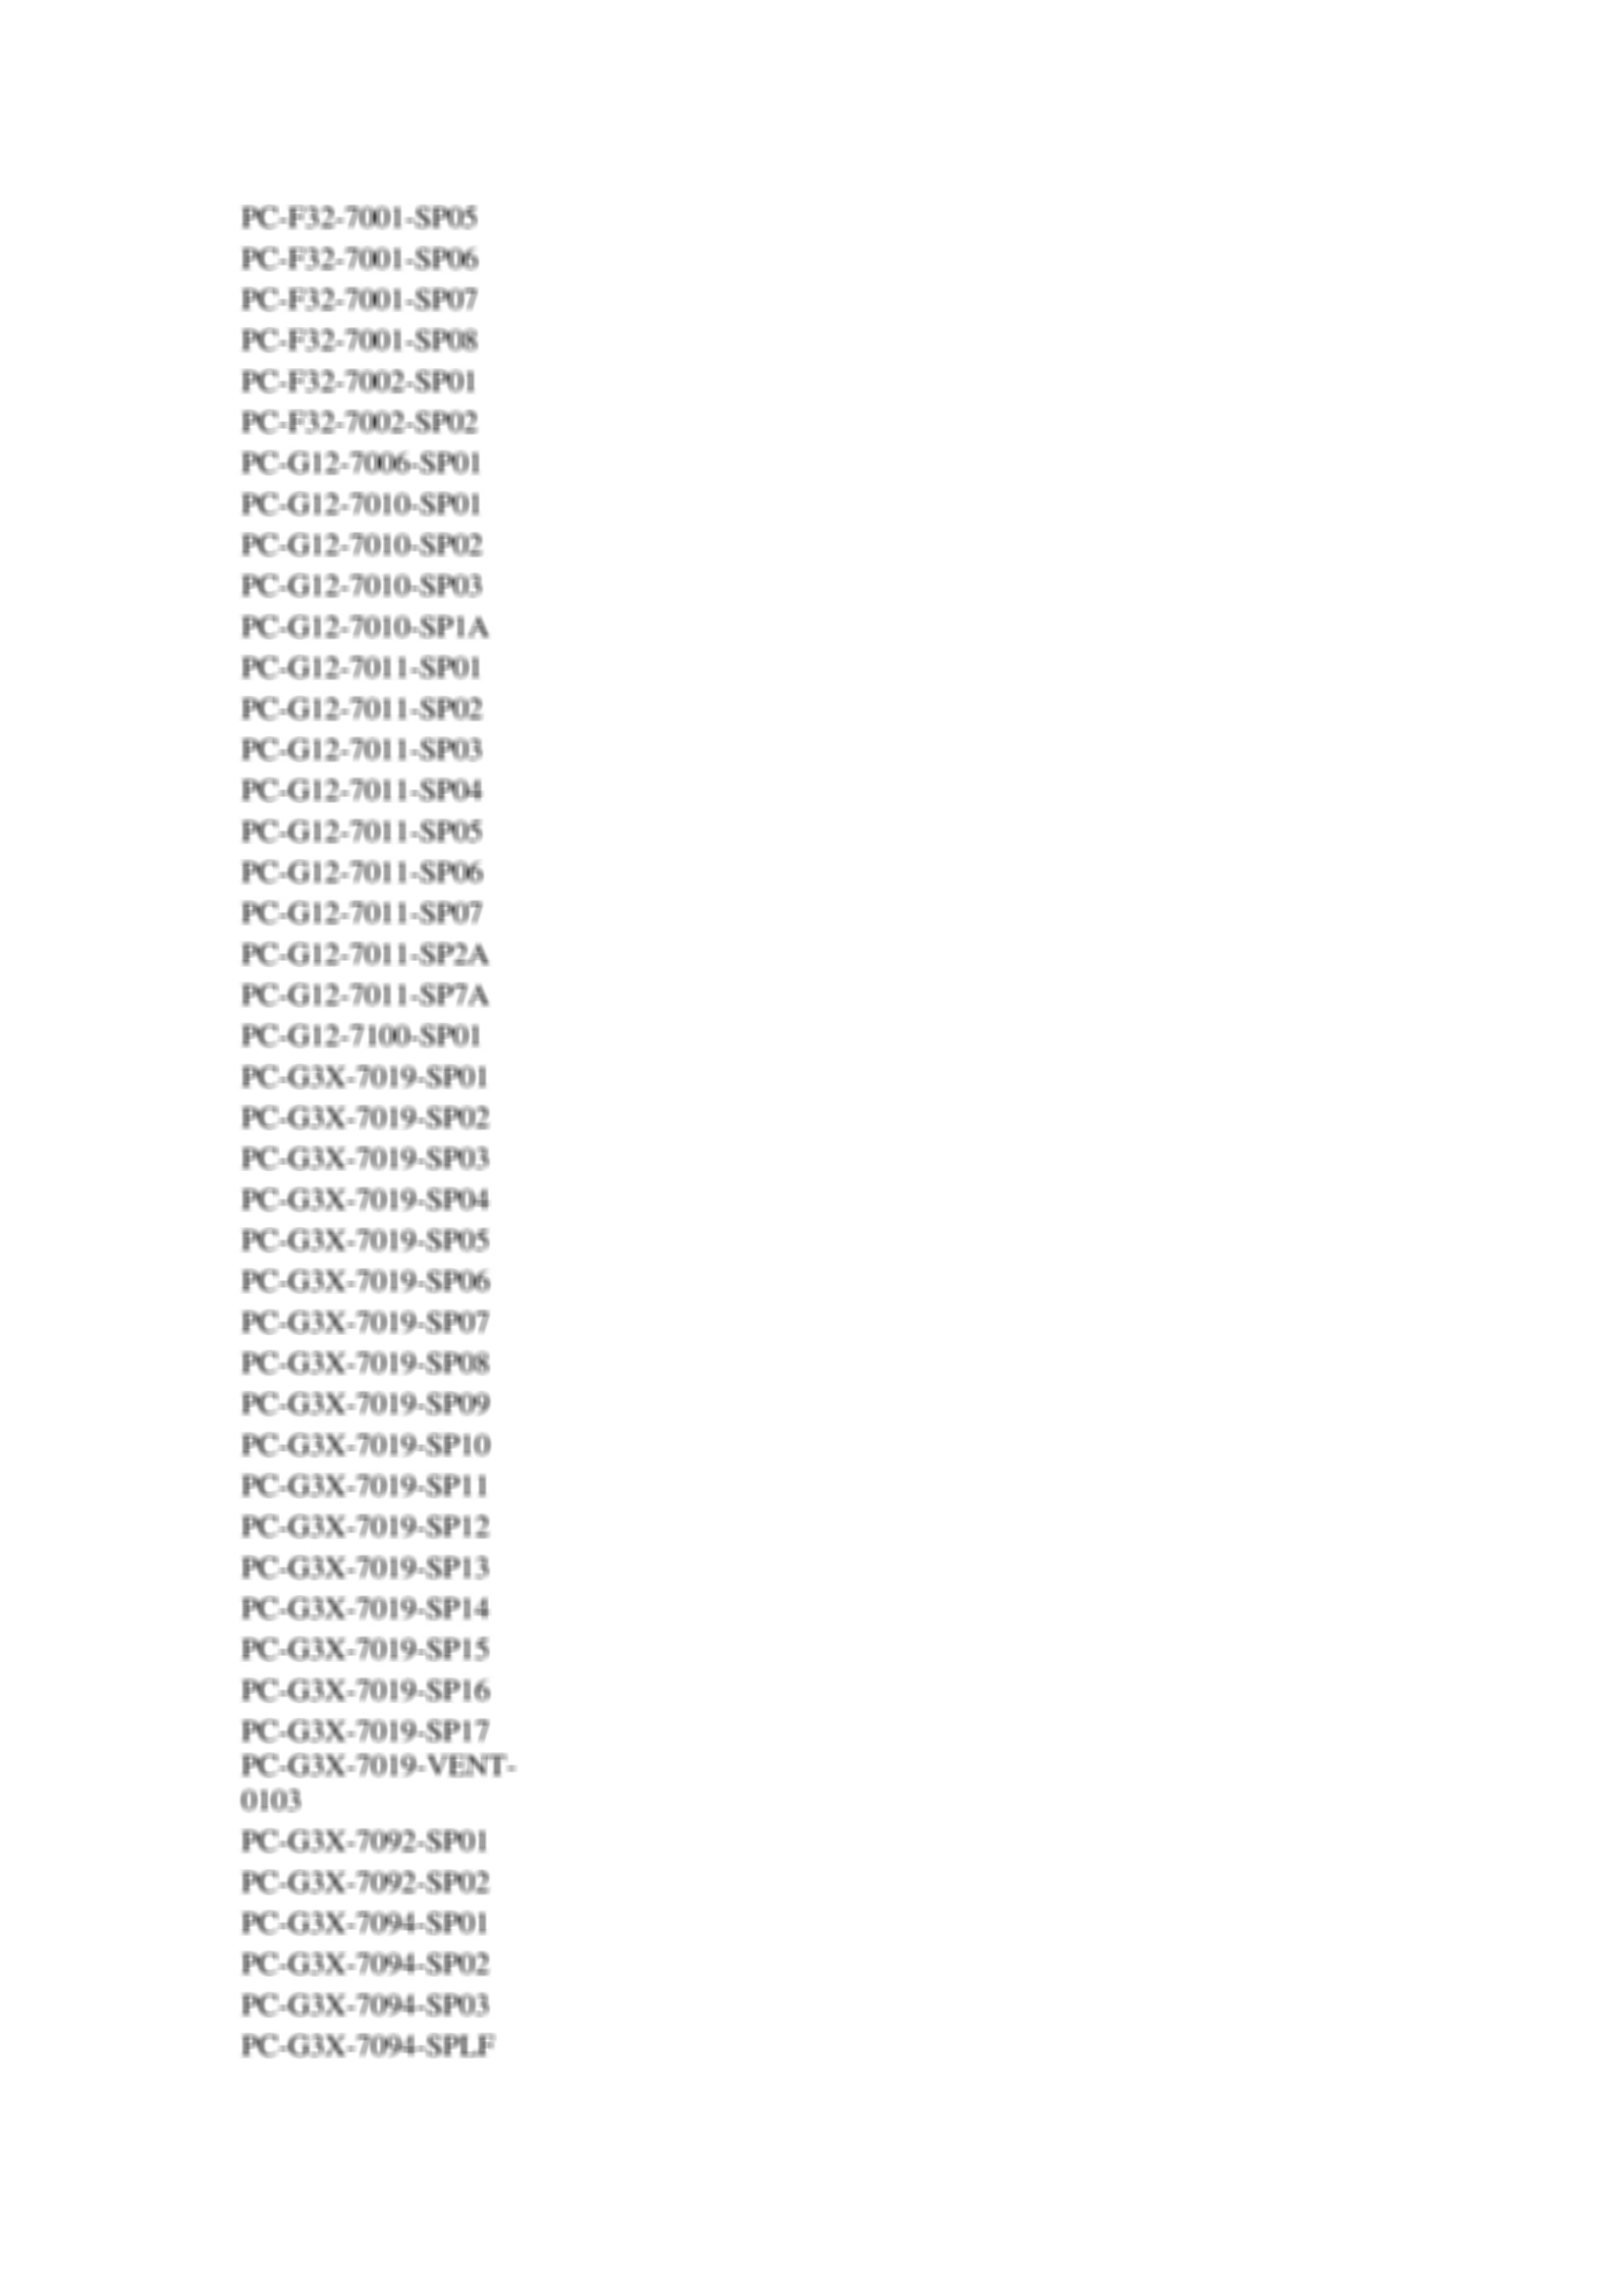 PC-F32-7001-SP05
PC-F32-7001-SP06
PC-F32-7001-SP07
PC-F32-7001-SP08
PC-F32-7002-SP01
PC-F32-7002-SP02
PC-G12-7006-SP01
PC-G12-7010-SP01
PC-G12-7010-SP02
PC-G12-7010-SP03
PC-G12-7010-SP1A
PC-G12-7011-SP01
PC-G12-7011-SP02
PC-G12-7011-SP03
PC-G12-7011-SP04
PC-G12-7011-SP05
PC-G12-7011-SP06
PC-G12-7011-SP07
PC-G12-7011-SP2A
PC-G12-7011-SP7A
PC-G12-7100-SP01
PC-G3X-7019-SP01
PC-G3X-7019-SP02
PC-G3X-7019-SP03
PC-G3X-7019-SP04
PC-G3X-7019-SP05
PC-G3X-7019-SP06
PC-G3X-7019-SP07
PC-G3X-7019-SP08
PC-G3X-7019-SP09
PC-G3X-7019-SP10
PC-G3X-7019-SP11
PC-G3X-7019-SP12
PC-G3X-7019-SP13
PC-G3X-7019-SP14
PC-G3X-7019-SP15
PC-G3X-7019-SP16
PC-G3X-7019-SP17
PC-G3X-7019-VENT-
0103
PC-G3X-7092-SP01
PC-G3X-7092-SP02
PC-G3X-7094-SP01
PC-G3X-7094-SP02
PC-G3X-7094-SP03
PC-G3X-7094-SPLF